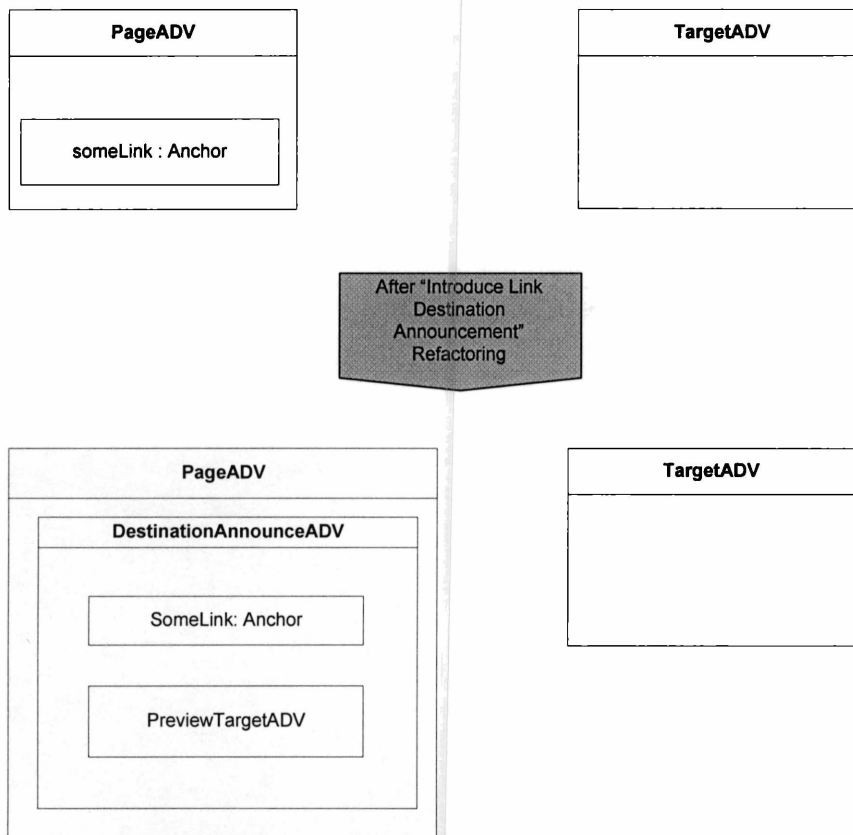 PageADV
TargetADV
someLink : Anchor
After “Introduce Link
Destination
Announcement”
Refactoring
PageADV
TargetADV
DestinationAnnounceADV
SomeLink: Anchor
PreviewTargetADV